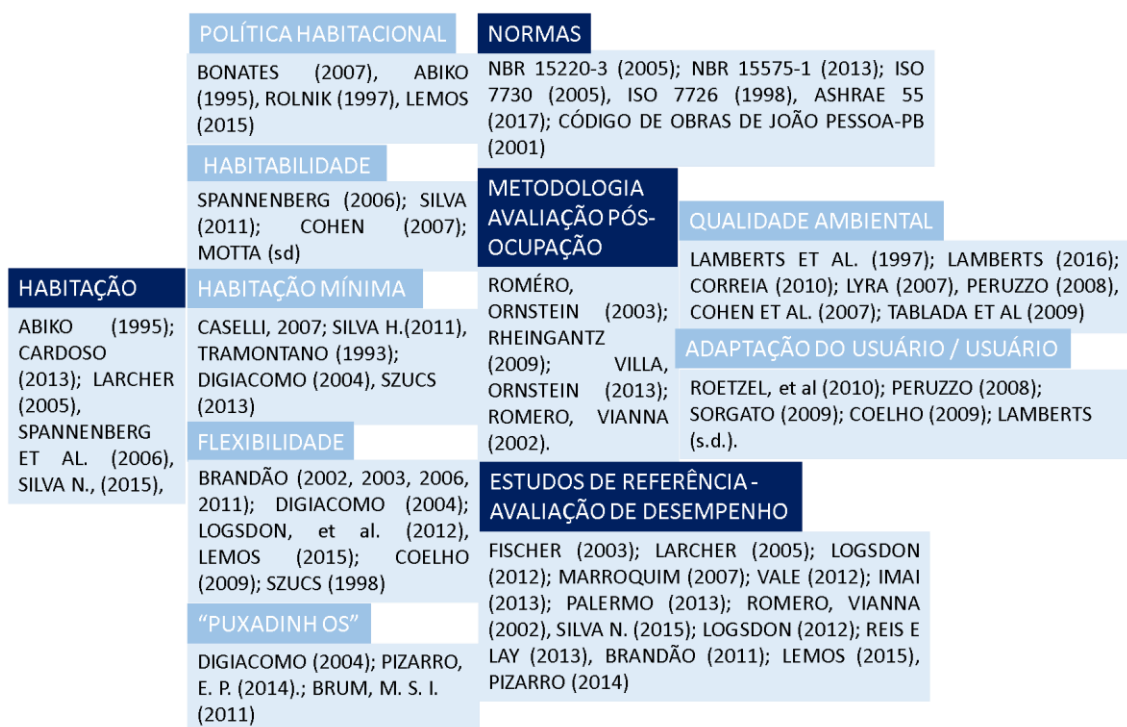 HABITAÇÃO
ABIKO (1995);
CARDOSO
(2013); LARCHER
(2005),
SPANNENBERG
ET AL. (2006),
SILVA N., (2015),
POLÍTICA HABITACIONAL
BONATES (2007), ABIKO
(1995), ROLNIK (1997), LEMOS
(2015)
HABITABILIDADE
SPANNENBERG (2006); SILVA
(2011); COHEN (2007);
MOTTA (sd)
HABITAÇÃO MÍNIMA
CASELLI, 2007; SILVA H.(2011),
TRAMONTANO (1993);
DIGIACOMO (2004), SZUCS
(2013)
FLEXIBILIDADE
BRANDÃO (2002, 2003, 2006,
2011); DIGIACOMO (2004);
LOGSDON, et al. (2012),
LEMOS (2015); COELHO
(2009); SZUCS (1998)
“PUXADINH OS”
DIGIACOMO (2004); PIZARRO,
E. P. (2014).; BRUM, M. S. I.
(2011)
NORMAS
NBR 15220-3 (2005); NBR 15575-1 (2013); ISO
7730 (2005), ISO 7726 (1998), ASHRAE 55
(2017); CÓDIGO DE OBRAS DE JOÃO PESSOA-PB
(2001)
METODOLOGIA
AVALIAÇÃO PÓS-
OCUPAÇÃO
ROMÉRO,
ORNSTEIN (2003);
RHEINGANTZ
(2009); VILLA,
ORNSTEIN (2013);
ROMERO, VIANNA
(2002).
QUALIDADE AMBIENTAL
LAMBERTS ET AL. (1997); LAMBERTS (2016);
CORREIA (2010); LYRA (2007), PERUZZO (2008),
COHEN ET AL. (2007); TABLADA ET AL (2009)
ADAPTAÇÃO DO USUÁRIO / USUÁRIO
ROETZEL, et al (2010); PERUZZO (2008);
SORGATO (2009); COELHO (2009); LAMBERTS
(s.d.).
ESTUDOS DE REFERÊNCIA -
AVALIAÇÃO DE DESEMPENHO
FISCHER (2003); LARCHER (2005); LOGSDON
(2012); MARROQUIM (2007); VALE (2012); IMAI
(2013); PALERMO (2013); ROMERO, VIANNA
(2002), SILVA N. (2015); LOGSDON (2012); REIS E
LAY (2013), BRANDÃO (2011); LEMOS (2015),
PIZARRO (2014)